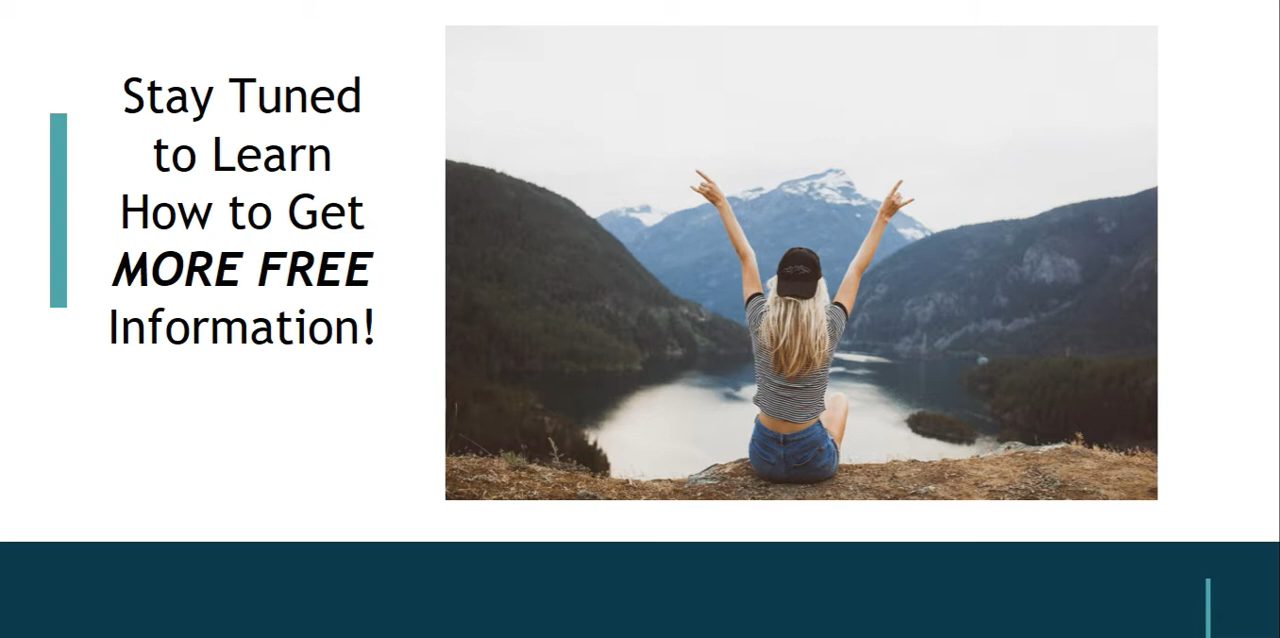 Stay Tuned
to Learn
How to Get
MORE FREE
Information!